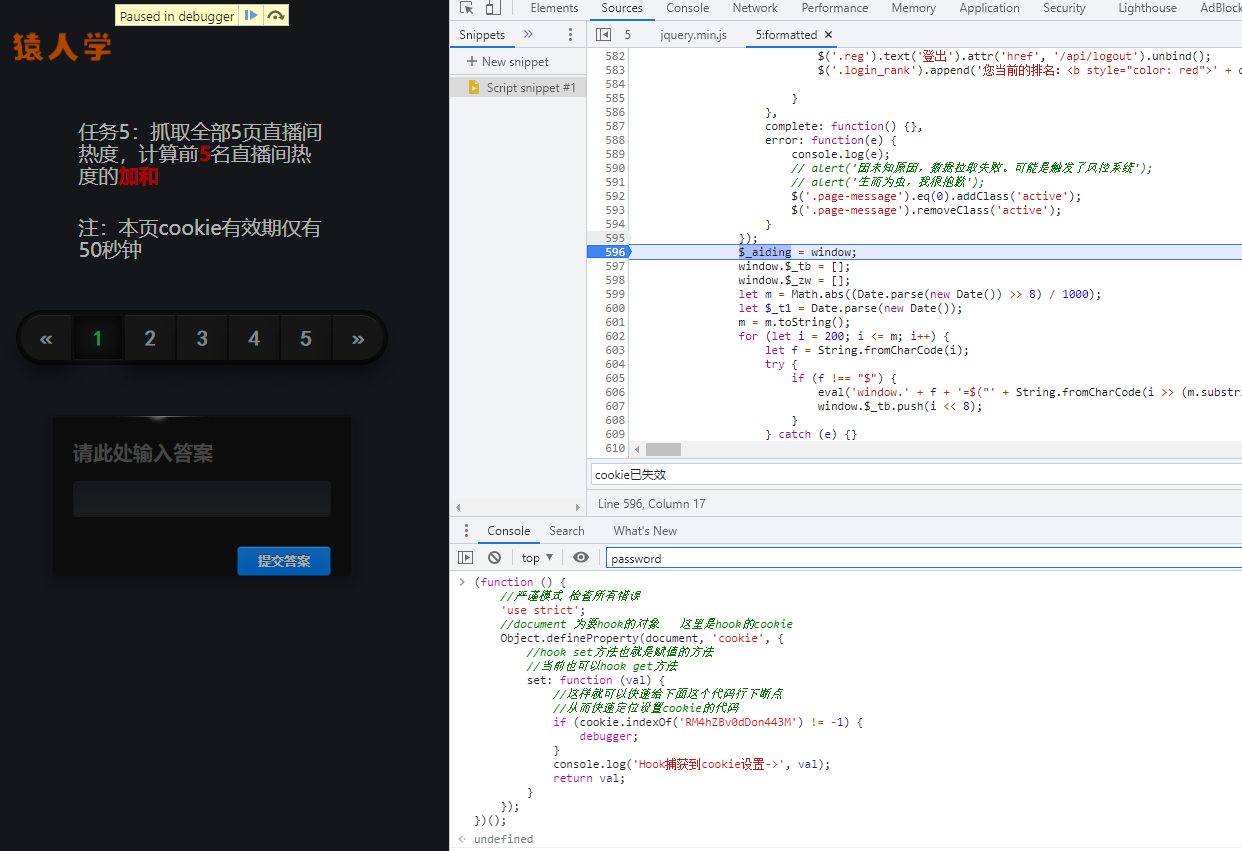 Paused in debugger
猿人学
任务5：抓取全部5页直播间
热度，计算前5名直播间热
度的加和
注：本页cookie有效期仅有
50秒钟
« 1 2 3 4 5 »
请此处输入答案
提交答案
Elements Sources Console Network Performance Memory Application Security Lighthouse AdBlock
Snippets » 5 jquery.min.js 5:formatted ×
+ New snippet
Script snippet #1
582 $('.reg').text('登出').attr('href', '/api/logout').unbind();
583 $('.login_rank').append('您当前的排名：<b style="color: red">' +
584
585 }
586 },
587 complete: function() {},
588 error: function(e) {
589 console.log(e);
590 // alert('因未知原因，数据拉取失败。可能是触发了风控系统');
591 // alert('生而为虫，我很抱歉');
592 $('.page-message').eq(0).addClass('active');
593 $('.page-message').removeClass('active');
594 }
595 });
596 $_aiding = window;
597 window.$_tb = [];
598 window.$_zw = [];
599 let m = Math.abs((Date.parse(new Date()) >> 8) / 1000);
600 let $_t1 = Date.parse(new Date());
601 m = m.toString();
602 for (let i = 200; i <= m; i++) {
603 let f = String.fromCharCode(i);
604 try {
605 if (f !== "$") {
606 eval('window.' + f + '=$("' + String.fromCharCode(i >> (m.substri
607 window.$_tb.push(i << 8);
608 }
609 } catch (e) {}
610
cookie已失效
Line 596, Column 17
Console Search What's New
top ▼ password
> (function () {
//严谨模式 检查所有错误
'use strict';
//document 为要hook的对象 这里是hook的cookie
Object.defineProperty(document, 'cookie', {
//hook set方法也就是赋值的方法
//当前也可以hook get方法
set: function (val) {
//这样就可以快速给下面这个代码行下断点
//从而快速定位设置cookie的代码
if (cookie.indexOf('RM4hZBv0dDon443M') != -1) {
debugger;
}
console.log('Hook捕获到cookie设置->', val);
return val;
}
});
})();
undefined